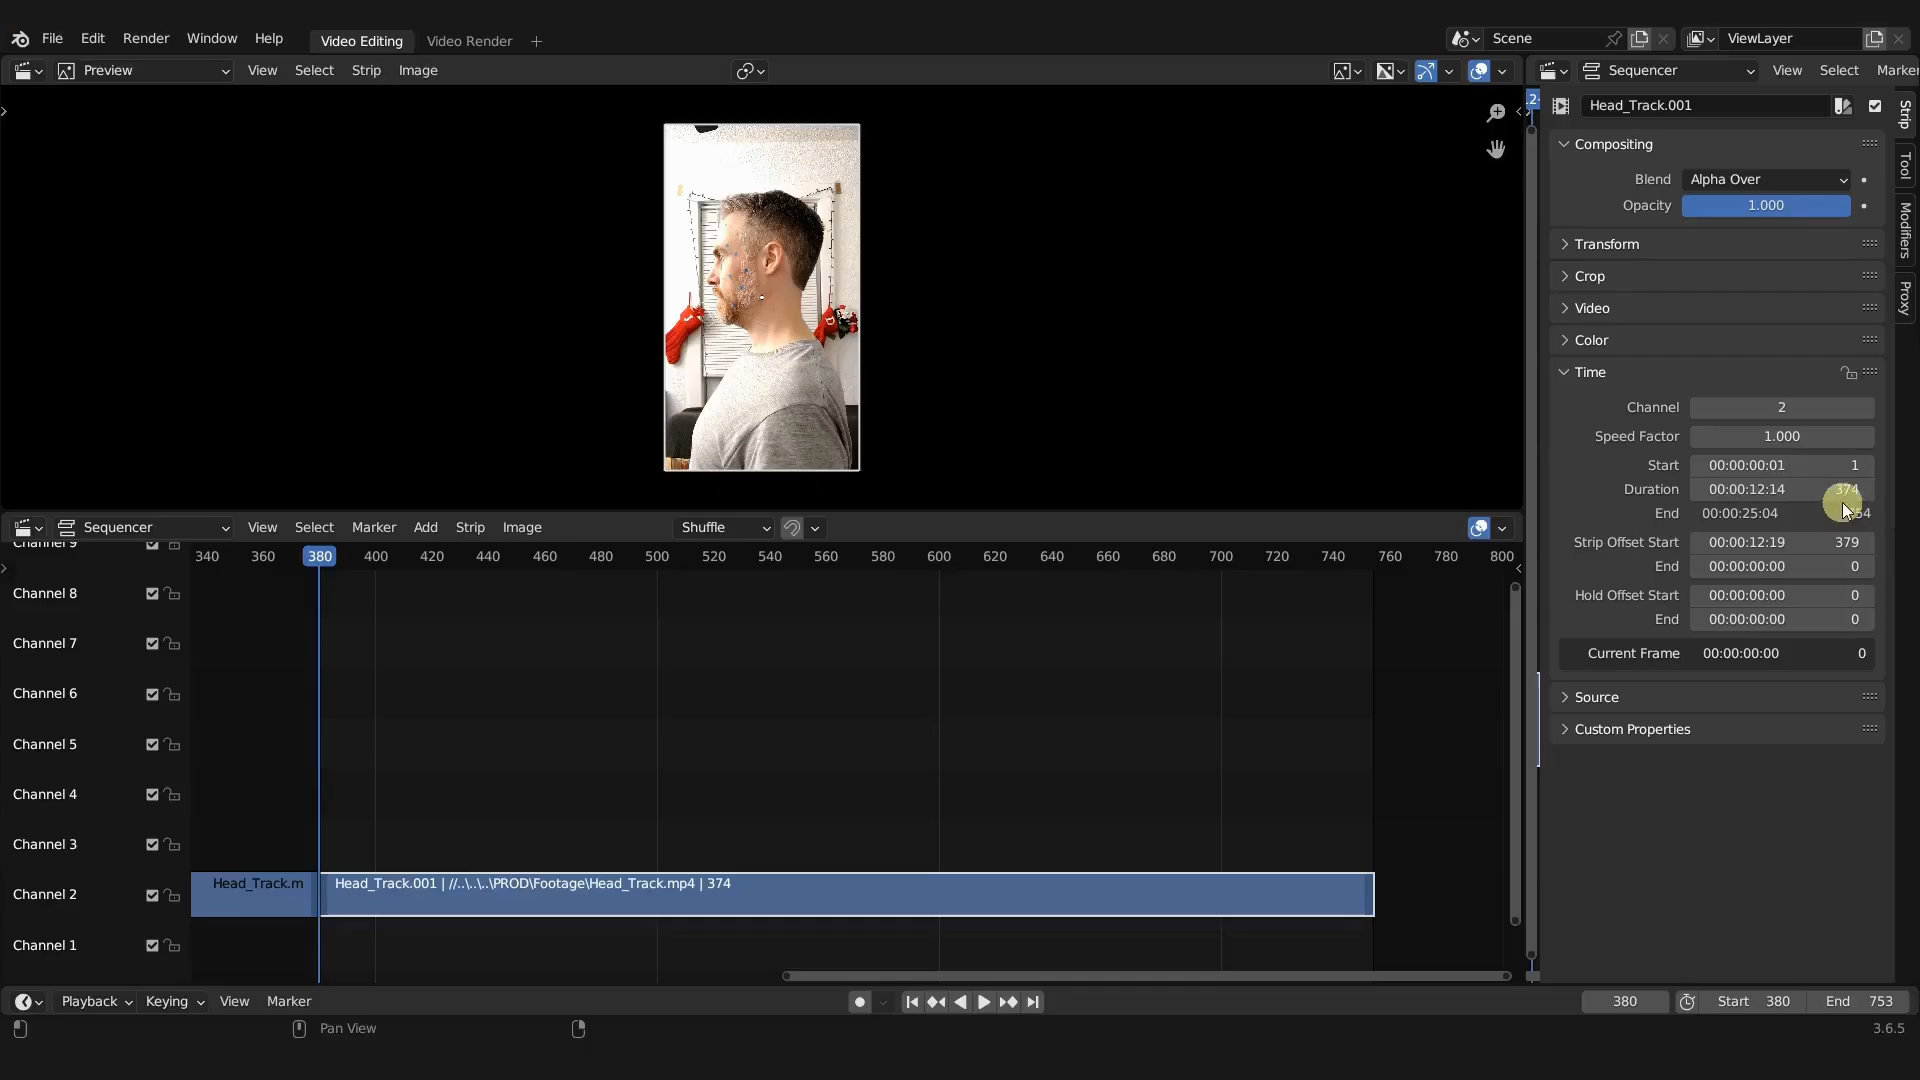 File Edit Render Window Help Video Editing Video Render + Scene ViewLayer
Preview View Select Strip Image Sequencer View Select Marker
Head_Track.001
Strip
Tool
Modifiers
Proxy
Compositing
Blend Alpha Over
Opacity 1.000
Transform
Crop
Video
Color
Time
Channel 2
Speed Factor 1.000
Start 00:00:00:01 1
Duration 00:00:12:14 374
End 00:00:25:04
Strip Offset Start 00:00:12:19 379
End 00:00:00:00 0
Hold Offset Start 00:00:00:00 0
End 00:00:00:00 0
Current Frame 00:00:00:00 0
Source
Custom Properties
Sequencer View Select Marker Add Strip Image Shuffle
340 360 380 400 420 440 460 480 500 520 540 560 580 600 620 640 660 680 700 720 740 760 780 800
Channel 9
Channel 8
Channel 7
Channel 6
Channel 5
Channel 4
Channel 3
Channel 2
Channel 1
Head_Track.m
Head_Track.001 | //..\..\..\PROD\Footage\Head_Track.mp4 | 374
Playback Keying View Marker 380 Start 380 End 753
Pan View 3.6.5